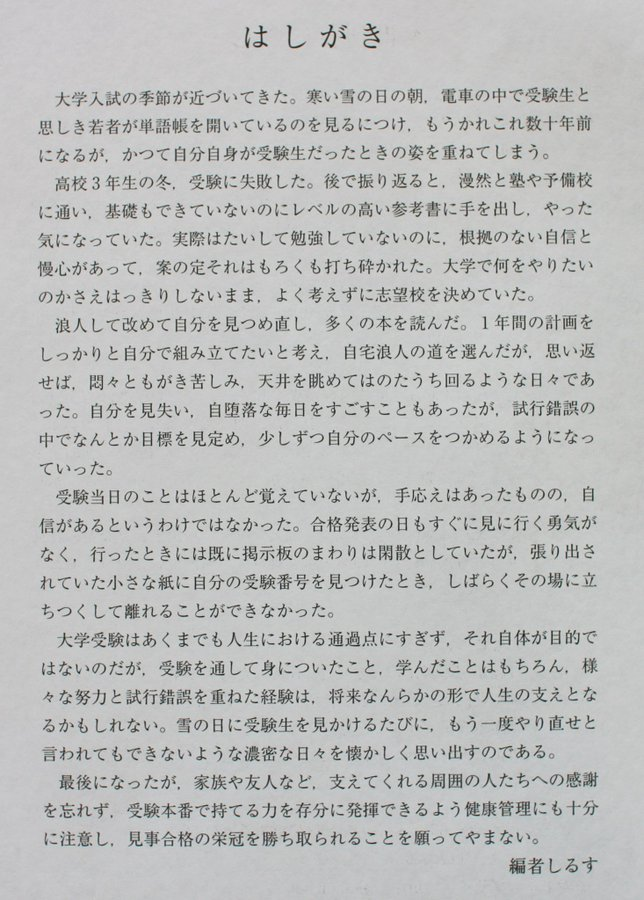 はしがき
大学入試の季節が近づいてきた。寒い雪の日の朝，電車の中で受験生と
思しき若者が単語帳を開いているのを見るにつけ，もうかれこれ数十年前
になるが，かつて自分自身が受験生だったときの姿を重ねてしまう。
高校３年生の冬，受験に失敗した。後で振り返ると，漫然と塾や予備校
に通い，基礎もできていないのにレベルの高い参考書に手を出し，やった
気になっていた。実際はたいして勉強していないのに，根拠のない自信と
慢心があって，案の定それはもろくも打ち砕かれた。大学で何をやりたい
のかさえはっきりしないまま，よく考えずに志望校を決めていた。
浪人して改めて自分を見つめ直し，多くの本を読んだ。１年間の計画を
しっかりと自分で組み立てたいと考え，自宅浪人の道を選んだが，思い返
せば，悶々ともがき苦しみ，天井を眺めてはのたうち回るような日々であ
った。自分を見失い，自堕落な毎日をすごすこともあったが，試行錯誤の
中でなんとか目標を見定め，少しずつ自分のペースをつかめるようになっ
ていった。
受験当日のことはほとんど覚えていないが，手応えはあったものの，自
信があるというわけではなかった。合格発表の日もすぐに見に行く勇気が
なく，行ったときには既に掲示板のまわりは閑散としていたが，張り出さ
れていた小さな紙に自分の受験番号を見つけたとき，しばらくその場に立
ちつくして離れることができなかった。
大学受験はあくまでも人生における通過点にすぎず，それ自体が目的で
はないのだが，受験を通して身についたこと，学んだことはもちろん，様
々な努力と試行錯誤を重ねた経験は，将来なんらかの形で人生の支えとな
るかもしれない。雪の日に受験生を見かけるたびに，もう一度やり直せと
言われてもできないような濃密な日々を懐かしく思い出すのである。
最後になったが，家族や友人など，支えてくれる周囲の人たちへの感謝
を忘れず，受験本番で持てる力を存分に発揮できるよう健康管理にも十分
に注意し，見事合格の栄冠を勝ち取られることを願ってやまない。
編者しるす